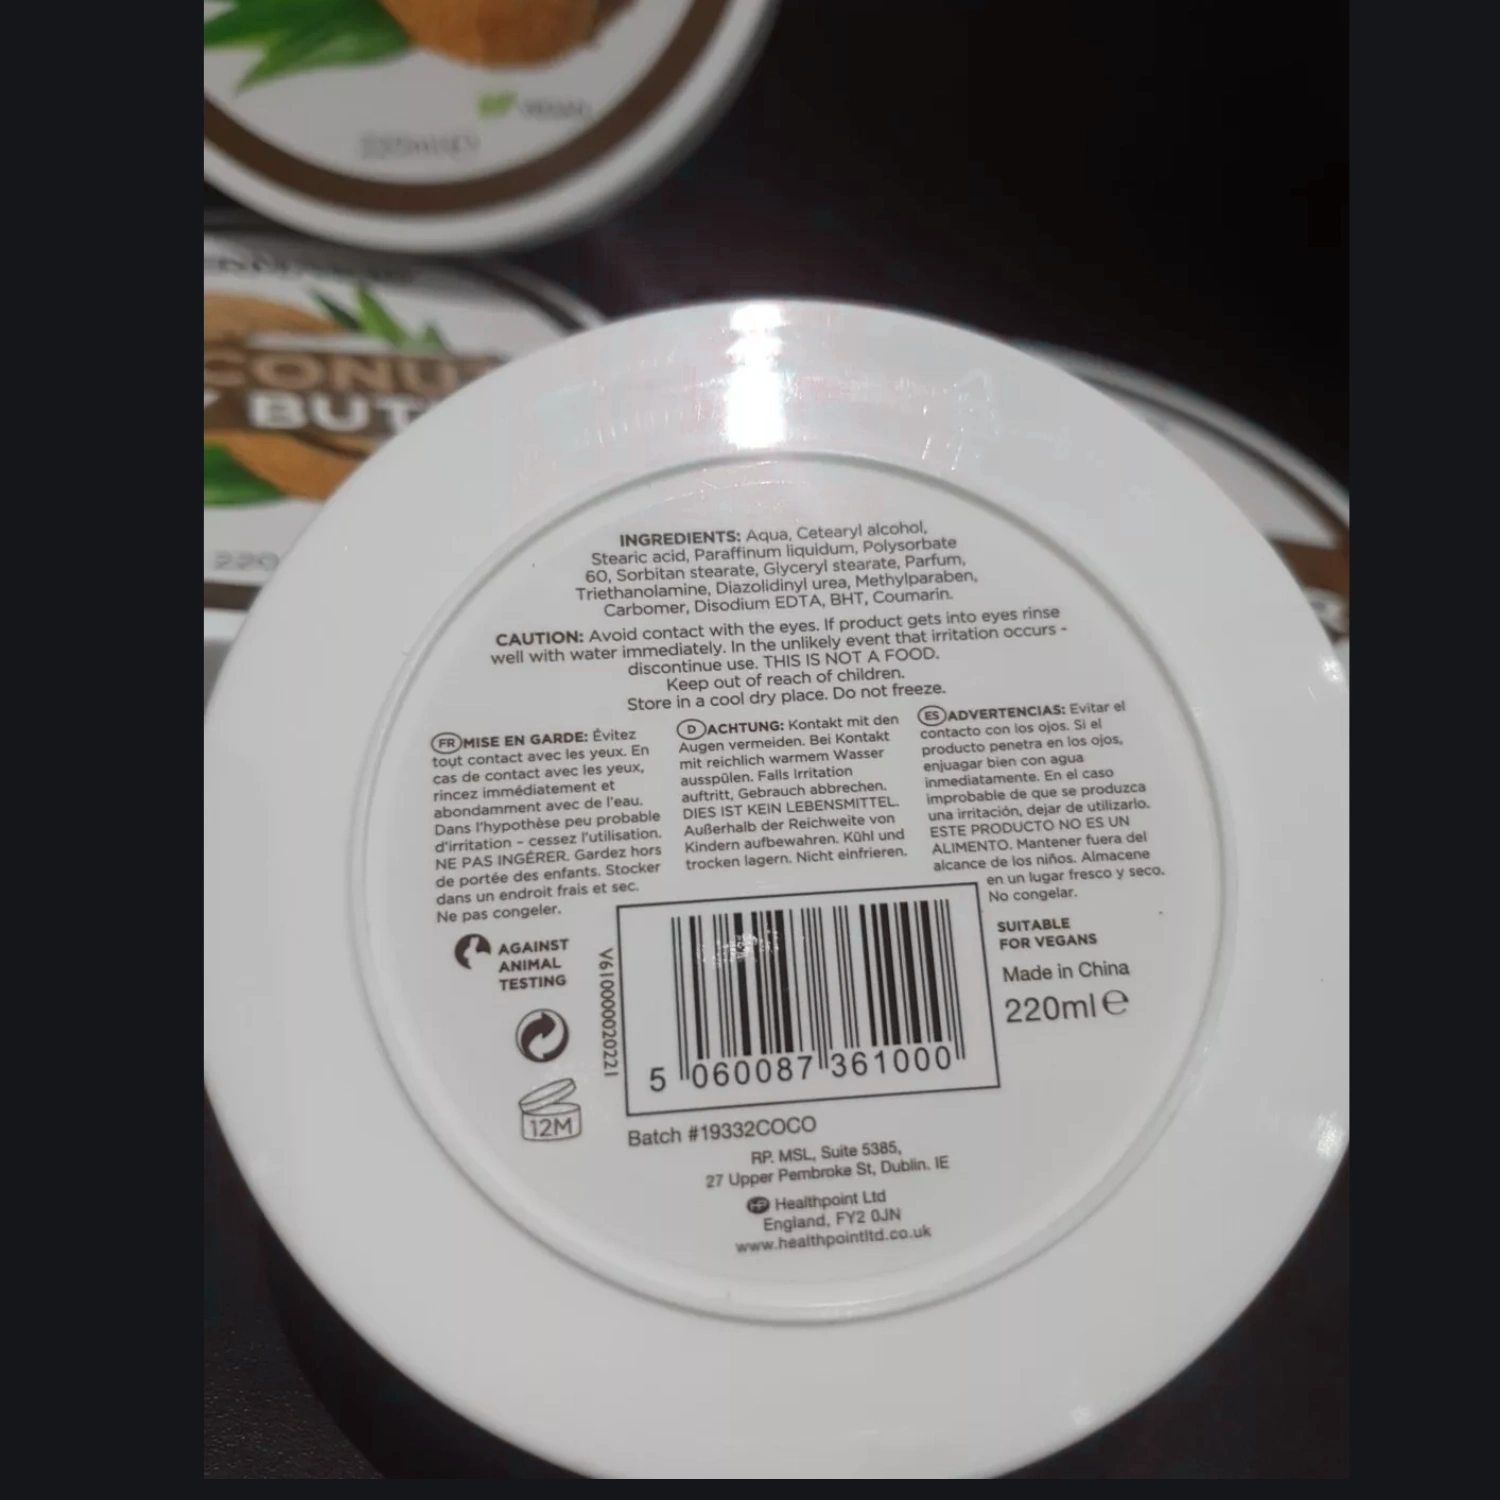 VEGAN
220ml e
CONUT
Y BUT
220
INGREDIENTS: Aqua, Cetearyl alcohol,
Stearic acid, Paraffinum liquidum, Polysorbate
60, Sorbitan stearate, Glyceryl stearate, Parfum,
Triethanolamine, Diazolidinyl urea, Methylparaben,
Carbomer, Disodium EDTA, BHT, Coumarin.
CAUTION: Avoid contact with the eyes. If product gets into eyes rinse
well with water immediately. In the unlikely event that irritation occurs -
discontinue use. THIS IS NOT A FOOD.
Keep out of reach of children.
Store in a cool dry place. Do not freeze.
FR MISE EN GARDE: Évitez
tout contact avec les yeux. En
cas de contact avec les yeux,
rincez immédiatement et
abondamment avec de l'eau.
Dans l'hypothèse peu probable
d'irritation – cessez l'utilisation.
NE PAS INGÉRER. Gardez hors
de portée des enfants. Stocker
dans un endroit frais et sec.
Ne pas congeler.
D ACHTUNG: Kontakt mit den
Augen vermeiden. Bei Kontakt
mit reichlich warmem Wasser
ausspülen. Falls Irritation
auftritt, Gebrauch abbrechen.
DIES IST KEIN LEBENSMITTEL.
Außerhalb der Reichweite von
Kindern aufbewahren. Kühl und
trocken lagern. Nicht einfrieren.
ES ADVERTENCIAS: Evitar el
contacto con los ojos. Si el
producto penetra en los ojos,
enjuagar bien con agua
inmediatamente. En el caso
improbable de que se produzca
una irritación, dejar de utilizarlo.
ESTE PRODUCTO NO ES UN
ALIMENTO. Mantener fuera del
alcance de los niños. Almacene
en un lugar fresco y seco.
No congelar.
AGAINST
ANIMAL
TESTING
12M
V61000020221
5 060087 361000
SUITABLE
FOR VEGANS
Made in China
220ml e
Batch #19332COCO
RP. MSL, Suite 5385,
27 Upper Pembroke St, Dublin. IE
HP Healthpoint Ltd
England, FY2 0JN
www.healthpointltd.co.uk